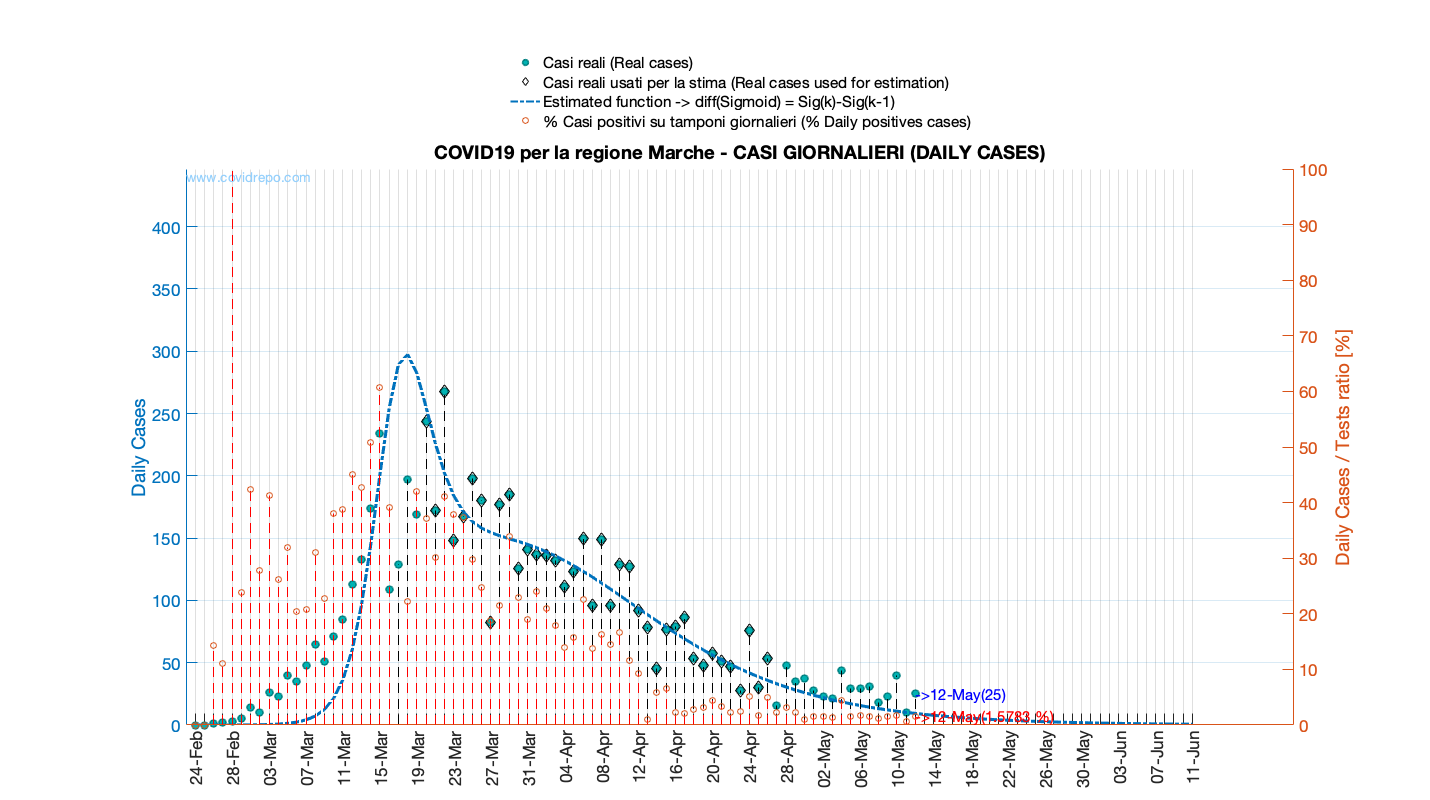 Casi reali (Real cases)
Casi reali usati per la stima (Real cases used for estimation)
Estimated function -> diff(Sigmoid) = Sig(k)-Sig(k-1)
% Casi positivi su tamponi giornalieri (% Daily positives cases)
COVID19 per la regione Marche - CASI GIORNALIERI (DAILY CASES)
www.covidrepo.com
Daily Cases
400
350
300
250
200
150
100
50
0
100
90
80
70
60
50
40
30
20
10
0
Daily Cases / Tests ratio [%]
->12-May(25)
->12-May(1.5783 %)
24-Feb
28-Feb
03-Mar
07-Mar
11-Mar
15-Mar
19-Mar
23-Mar
27-Mar
31-Mar
04-Apr
08-Apr
12-Apr
16-Apr
20-Apr
24-Apr
28-Apr
02-May
06-May
10-May
14-May
18-May
22-May
26-May
30-May
03-Jun
07-Jun
11-Jun